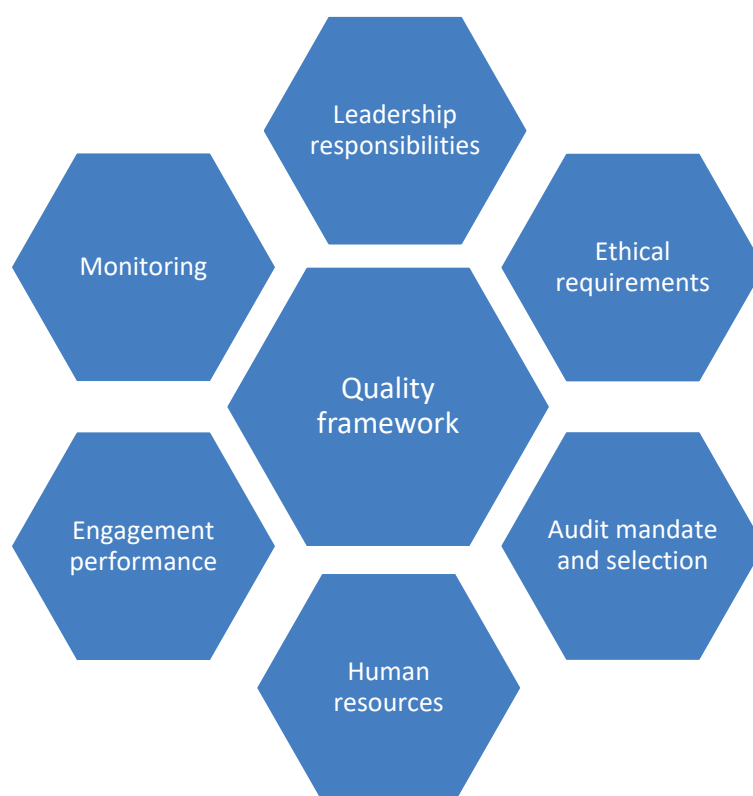 Leadership
responsibilities
Monitoring
Ethical
requirements
Quality
framework
Engagement
performance
Audit mandate
and selection
Human
resources